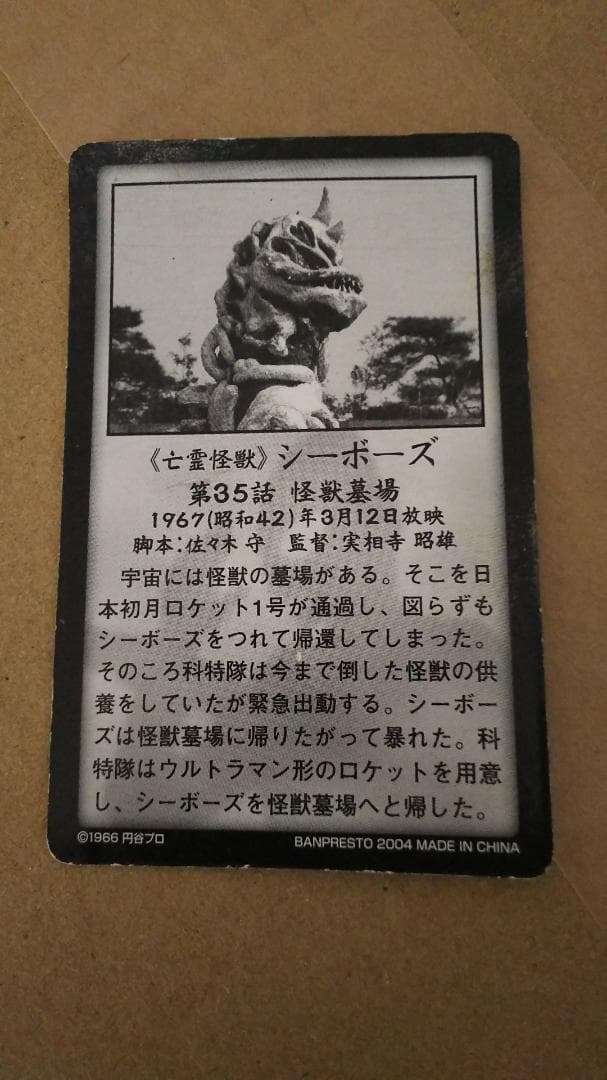 《亡霊怪獣》シーボーズ
第35話 怪獣墓場
1967(昭和42)年3月12日放映
脚本:佐々木 守 監督:実相寺 昭雄
宇宙には怪獣の墓場がある。そこを日
本初月ロケット1号が通過し、図らずも
シーボーズをつれて帰還してしまった。
そのころ科特隊は今まで倒した怪獣の供
養をしていたが緊急出動する。シーボー
ズは怪獣墓場に帰りたがって暴れた。科
特隊はウルトラマン形のロケットを用意
し、シーボーズを怪獣墓場へと帰した。
©1966 円谷プロ
BANPRESTO 2004 MADE IN CHINA